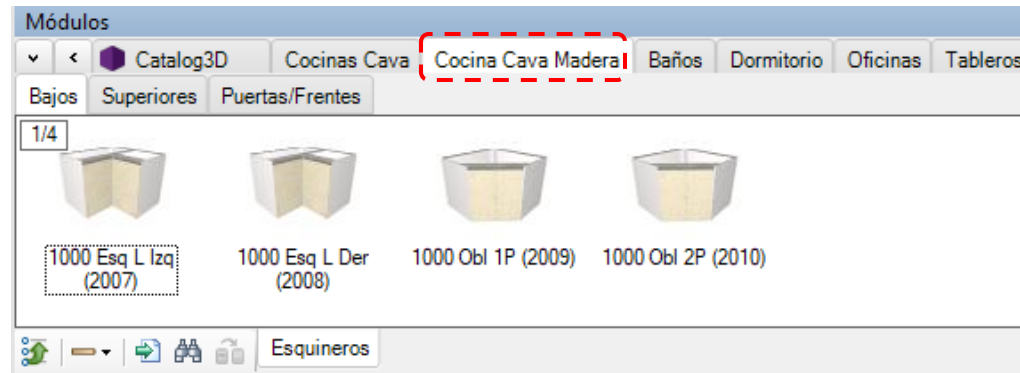 Módulos
Catalog3D Cocinas Cava Cocina Cava Madera Baños Dormitorio Oficinas Tableros
Bajos Superiores Puertas/Frentes
1/4
1000 Esq L Izq (2007)
1000 Esq L Der (2008)
1000 Obl 1P (2009)
1000 Obl 2P (2010)
Esquineros